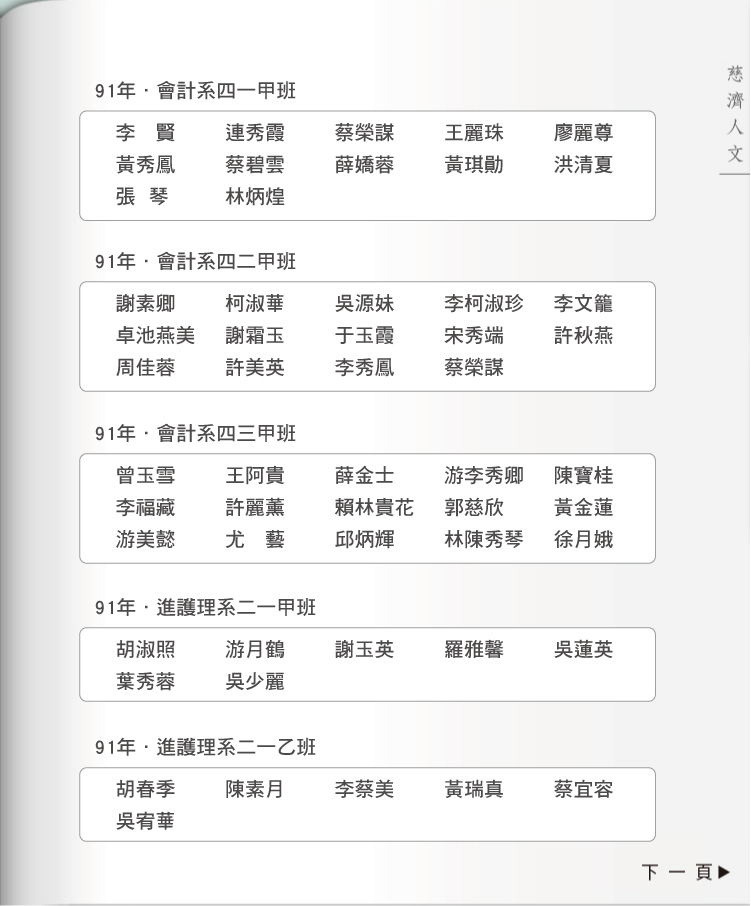 慈濟人文
91年‧會計系四一甲班
李　賢 連秀霞 蔡榮謀 王麗珠 廖麗尊
黃秀鳳 蔡碧雲 薛嬌蓉 黃琪勛 洪清夏
張　琴 林炳煌
91年‧會計系四二甲班
謝素卿 柯淑華 吳源妹 李柯淑珍 李文籠
卓池燕美 謝霜玉 于玉霞 宋秀端 許秋燕
周佳蓉 許美英 李秀鳳 蔡榮謀
91年‧會計系四三甲班
曾玉雪 王阿貴 薛金士 游李秀卿 陳寶桂
李福藏 許麗薰 賴林貴花 郭慈欣 黃金蓮
游美懿 尤　藝 邱炳輝 林陳秀琴 徐月娥
91年‧進護理系二一甲班
胡淑照 游月鶴 謝玉英 羅雅馨 吳蓮英
葉秀蓉 吳少麗
91年‧進護理系二一乙班
胡春季 陳素月 李蔡美 黃瑞真 蔡宜容
吳宥華
下一頁▶